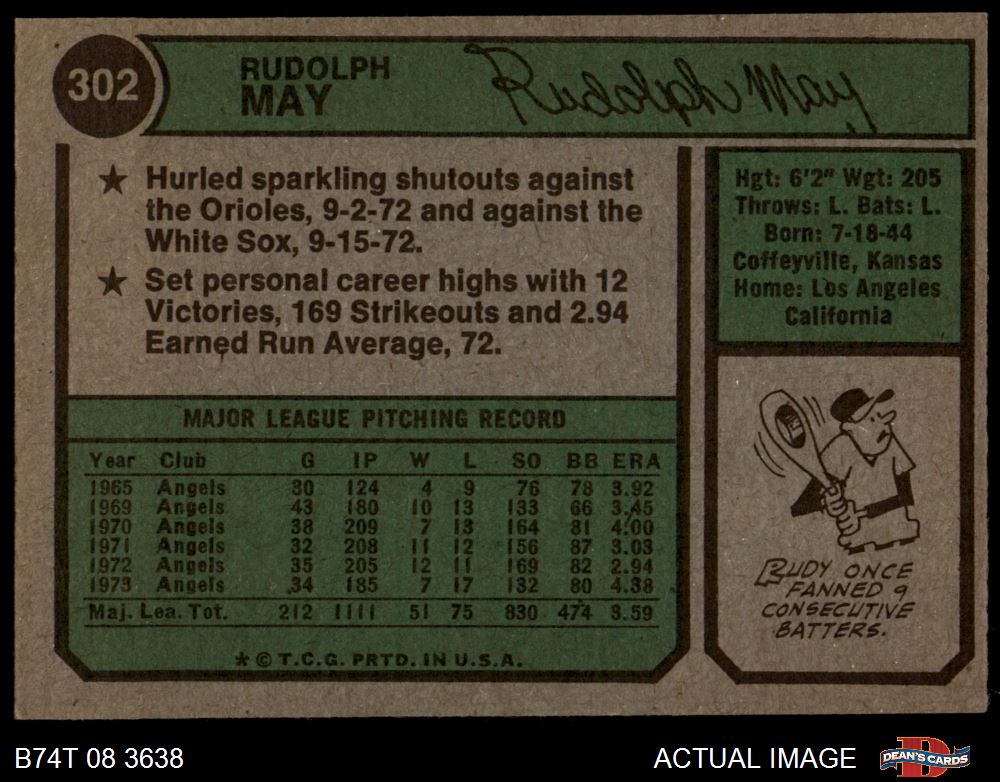 302
RUDOLPH
MAY
Rudolph May
★ Hurled sparkling shutouts against
the Orioles, 9-2-72 and against the
White Sox, 9-15-72.
★ Set personal career highs with 12
Victories, 169 Strikeouts and 2.94
Earned Run Average, 72.
Hgt: 6'2" Wgt: 205
Throws: L. Bats: L.
Born: 7-18-44
Coffeyville, Kansas
Home: Los Angeles
California
MAJOR LEAGUE PITCHING RECORD
Year Club G IP W L SO BB ERA
1965 Angels 30 124 4 9 76 78 3.92
1969 Angels 43 180 10 13 133 66 3.45
1970 Angels 38 209 7 13 164 81 4.00
1971 Angels 32 208 11 12 156 87 3.03
1972 Angels 35 205 12 11 169 82 2.94
1973 Angels 34 185 7 17 132 80 4.38
Maj. Lea. Tot. 212 1111 51 75 830 474 3.59
* © T.C.G. PRTD. IN U.S.A.
RUDY ONCE
FANNED 9
CONSECUTIVE
BATTERS.
B74T 08 3638
ACTUAL IMAGE
DEAN'S CARDS